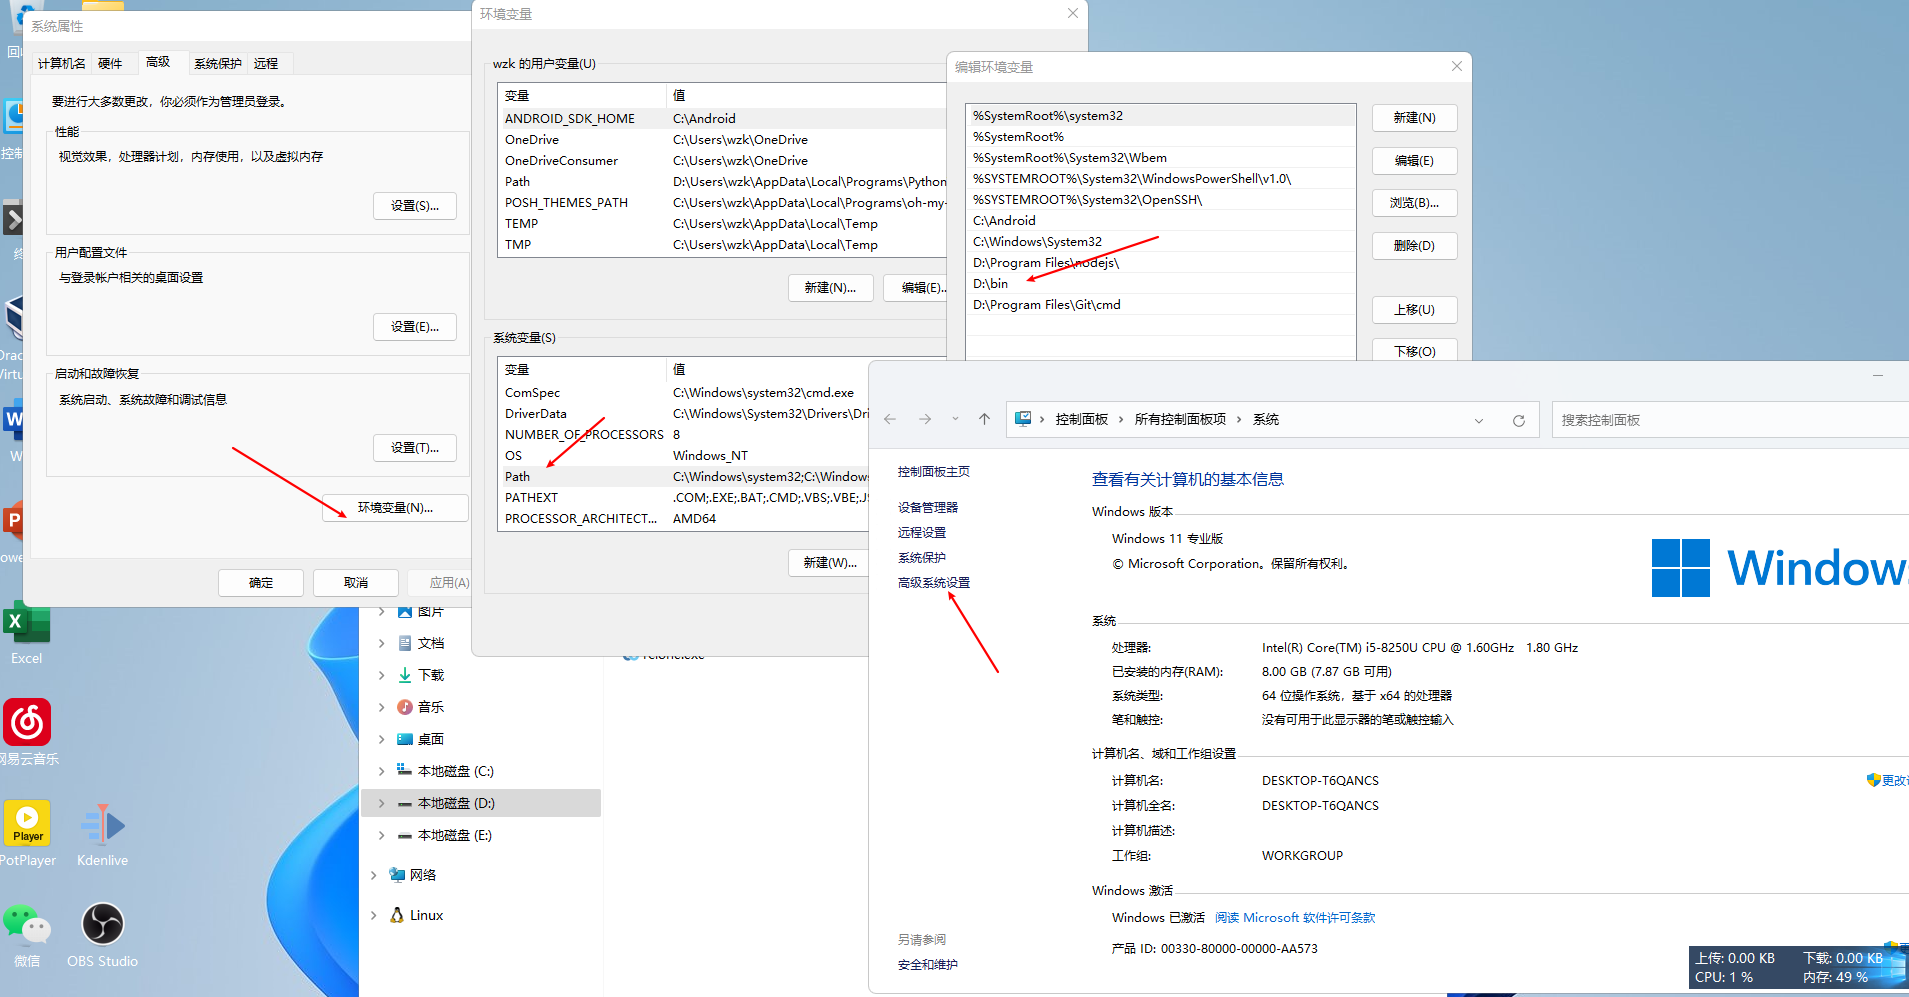 系统属性
计算机名
硬件
高级
系统保护
远程
要进行大多数更改，你必须作为管理员登录。
性能
视觉效果，处理器计划，内存使用，以及虚拟内存
设置(S)...
用户配置文件
与登录帐户相关的桌面设置
设置(E)...
启动和故障恢复
系统启动、系统故障和调试信息
设置(T)...
环境变量(N)...
确定
取消
应用(A)
环境变量
wzk 的用户变量(U)
变量 值
ANDROID_SDK_HOME C:\Android
OneDrive C:\Users\wzk\OneDrive
OneDriveConsumer C:\Users\wzk\OneDrive
Path D:\Users\wzk\AppData\Local\Programs\Python
POSH_THEMES_PATH C:\Users\wzk\AppData\Local\Programs\oh-my-
TEMP C:\Users\wzk\AppData\Local\Temp
TMP C:\Users\wzk\AppData\Local\Temp
新建(N)...
编辑(E)..
系统变量(S)
变量 值
ComSpec C:\Windows\system32\cmd.exe
DriverData C:\Windows\System32\Drivers\Dri
NUMBER_OF_PROCESSORS 8
OS Windows_NT
Path C:\Windows\system32;C:\Windows
PATHEXT .COM;.EXE;.BAT;.CMD;.VBS;.VBE;.JS
PROCESSOR_ARCHITECT... AMD64
新建(W)...
编辑环境变量
%SystemRoot%\system32
%SystemRoot%
%SystemRoot%\System32\Wbem
%SYSTEMROOT%\System32\WindowsPowerShell\v1.0\
%SYSTEMROOT%\System32\OpenSSH\
C:\Android
C:\Windows\System32
D:\Program Files\nodejs\
D:\bin
D:\Program Files\Git\cmd
新建(N)
编辑(E)
浏览(B)...
删除(D)
上移(U)
下移(O)
控制面板 › 所有控制面板项 › 系统
搜索控制面板
控制面板主页
设备管理器
远程设置
系统保护
高级系统设置
另请参阅
安全和维护
查看有关计算机的基本信息
Windows 版本
Windows 11 专业版
© Microsoft Corporation。保留所有权利。
Windows
系统
处理器: Intel(R) Core(TM) i5-8250U CPU @ 1.60GHz 1.80 GHz
已安装的内存(RAM): 8.00 GB (7.87 GB 可用)
系统类型: 64 位操作系统，基于 x64 的处理器
笔和触控: 没有可用于此显示器的笔或触控输入
计算机名、域和工作组设置
计算机名: DESKTOP-T6QANCS
更改
计算机全名: DESKTOP-T6QANCS
计算机描述:
工作组: WORKGROUP
Windows 激活
Windows 已激活 阅读 Microsoft 软件许可条款
产品 ID: 00330-80000-00000-AA573
上传: 0.00 KB 下载: 0.00 KB
CPU: 1 % 内存: 49 %
图片
文档
下载
音乐
桌面
本地磁盘 (C:)
本地磁盘 (D:)
本地磁盘 (E:)
网络
Linux
控制
Excel
网易云音乐
Player
PotPlayer
Kdenlive
微信
OBS Studio